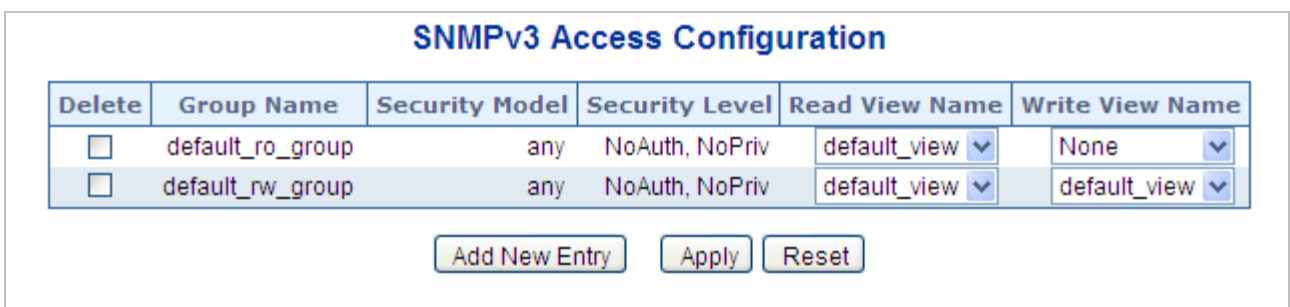 SNMPv3 Access Configuration
Delete Group Name Security Model Security Level Read View Name Write View Name
default_ro_group any NoAuth, NoPriv default_view None
default_rw_group any NoAuth, NoPriv default_view default_view
Add New Entry Apply Reset